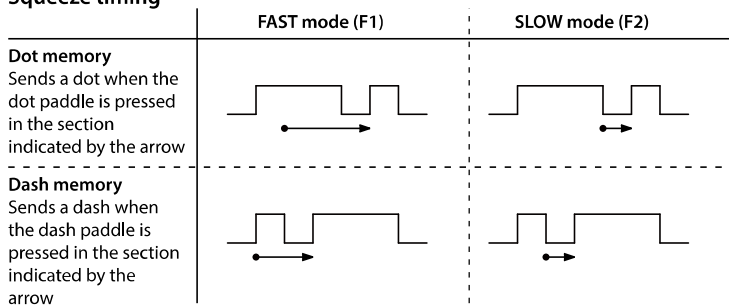 Squeeze timing
FAST mode (F1)
SLOW mode (F2)
Dot memory
Sends a dot when the
dot paddle is pressed
in the section
indicated by the arrow
Dash memory
Sends a dash when
the dash paddle is
pressed in the section
indicated by the
arrow